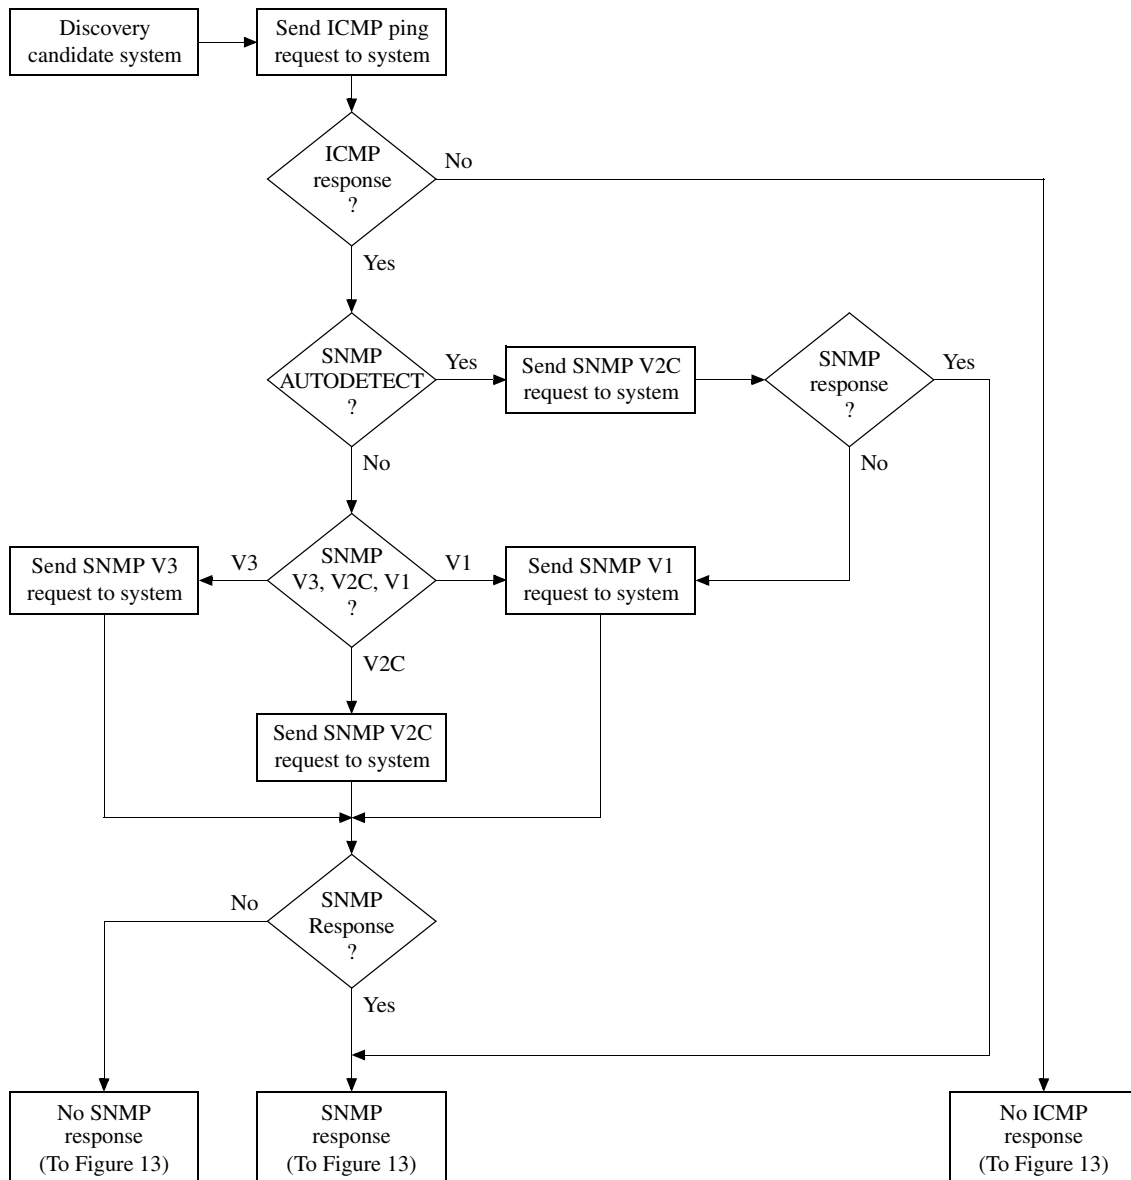 Discovery
candidate system
Send ICMP ping
request to system
ICMP
response
?
No
Yes
SNMP
AUTODETECT
?
Yes
Send SNMP V2C
request to system
SNMP
response
?
Yes
No
No
Send SNMP V3
request to system
V3
SNMP
V3, V2C, V1
?
V1
Send SNMP V1
request to system
V2C
Send SNMP V2C
request to system
No
SNMP
Response
?
Yes
No SNMP
response
(To Figure 13)
SNMP
response
(To Figure 13)
No ICMP
response
(To Figure 13)